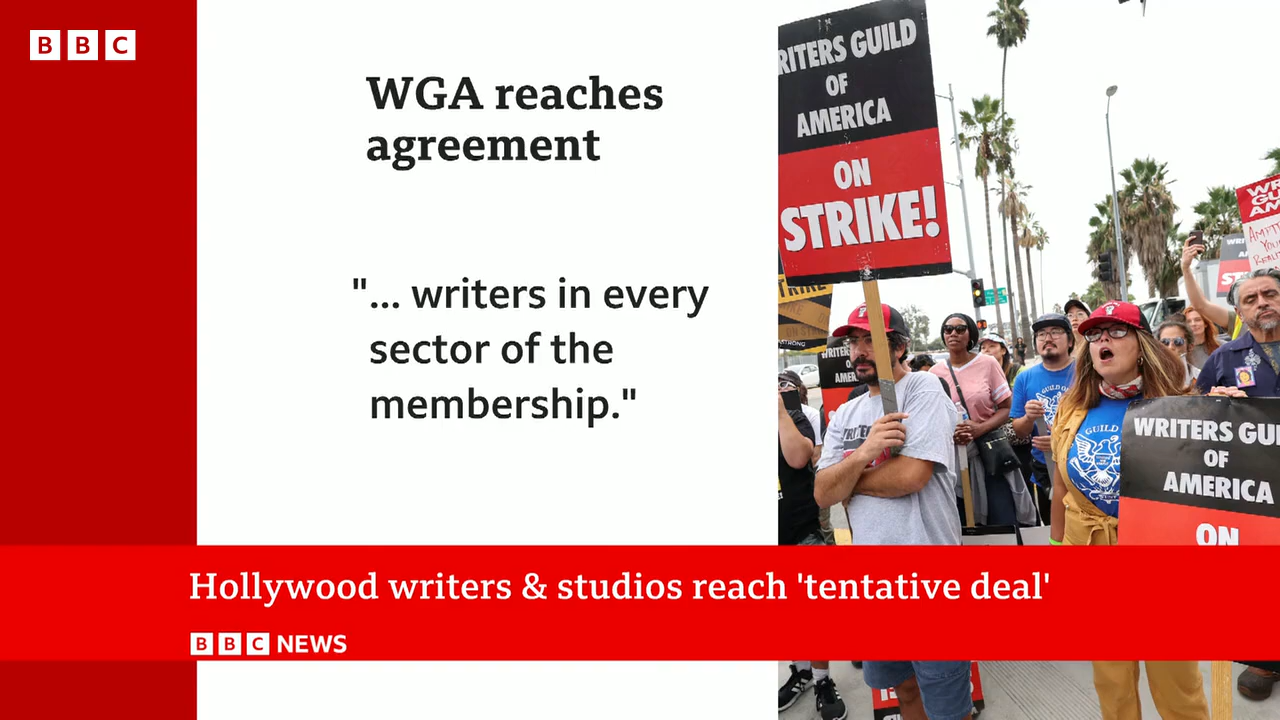 BBC
WGA reaches
agreement
"... writers in every
sector of the
membership."
RITERS GUILD
OF
AMERICA
ON
STRIKE!
WRITERS GUI
OF
AMERICA
ON
Hollywood writers & studios reach 'tentative deal'
BBC NEWS